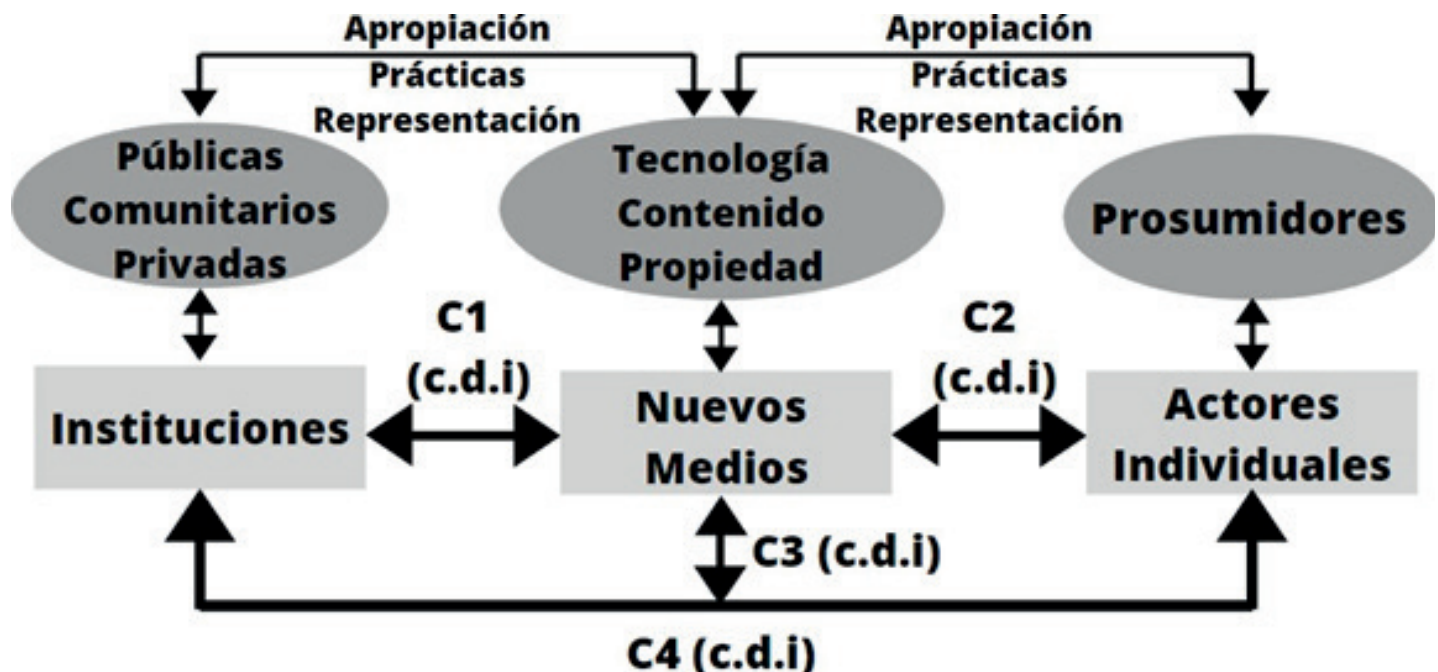 Apropiación
Prácticas
Representación
Apropiación
Prácticas
Representación
Públicas
Comunitarios
Privadas
Tecnología
Contenido
Propiedad
Prosumidores
C1
(c.d.i)
C2
(c.d.i)
Instituciones
Nuevos
Medios
Actores
Individuales
C3 (c.d.i)
C4 (c.d.i)